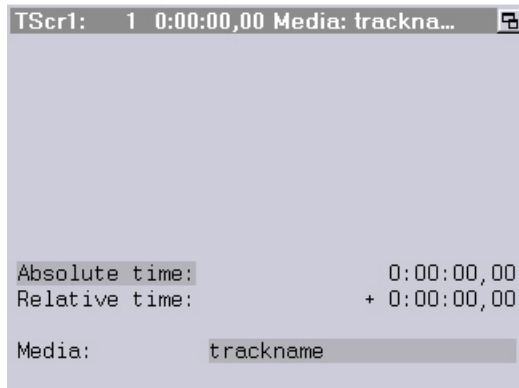 TScr1: 1 0:00:00,00 Media: trackna...
Absolute time: 0:00:00,00
Relative time: + 0:00:00,00
Media: trackname